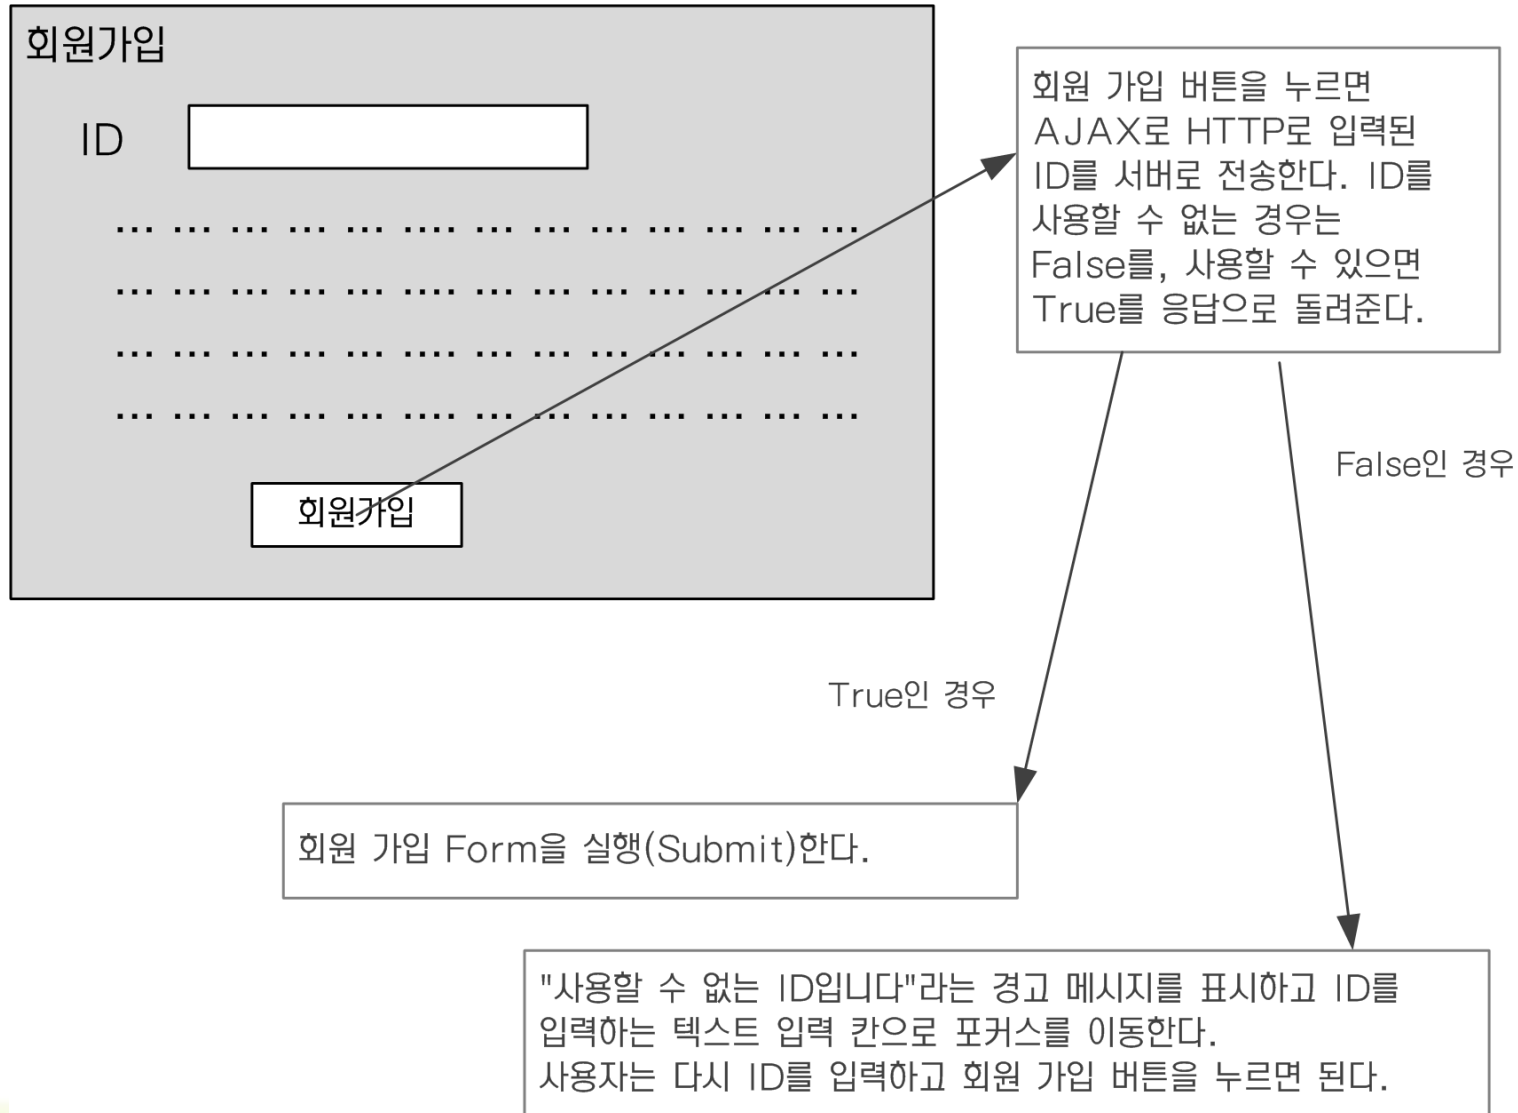 회원가입
ID
... ... ... ... ... .... ... ... ... ... ... ... ...
... ... ... ... ... .... ... ... ... ... ... ... ...
... ... ... ... ... .... ... ... ... ... ... ... ...
... ... ... ... ... .... ... ... ... ... ... ... ...
회원가입
회원 가입 버튼을 누르면
AJAX로 HTTP로 입력된
ID를 서버로 전송한다. ID를
사용할 수 없는 경우는
False를, 사용할 수 있으면
True를 응답으로 돌려준다.
False인 경우
True인 경우
회원 가입 Form을 실행(Submit)한다.
"사용할 수 없는 ID입니다"라는 경고 메시지를 표시하고 ID를
입력하는 텍스트 입력 칸으로 포커스를 이동한다.
사용자는 다시 ID를 입력하고 회원 가입 버튼을 누르면 된다.